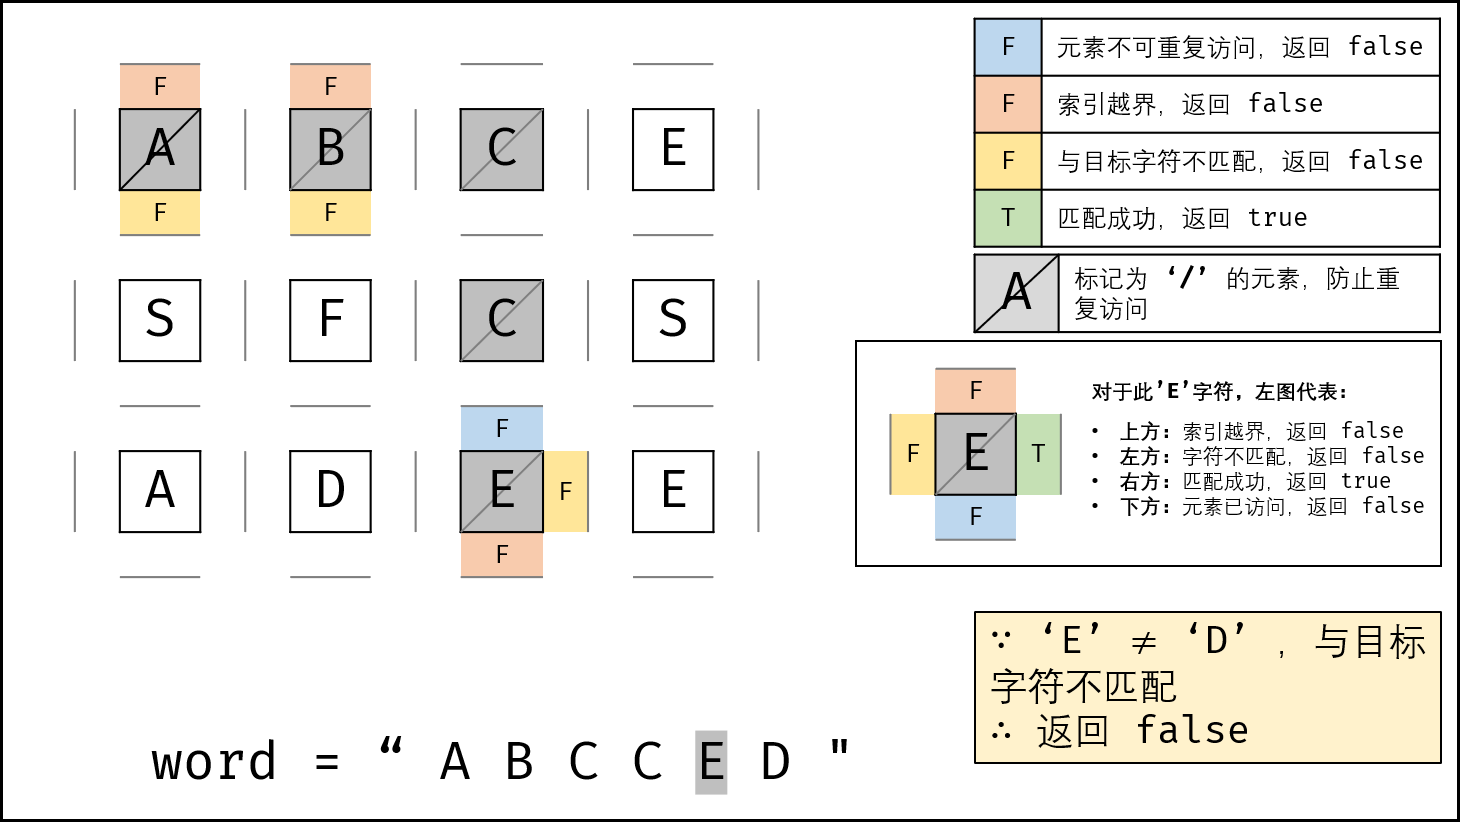 F F
A B C E
F F
S F C S
F
A D E E
F
F
word = “ A B C C E D "
F 元素不可重复访问，返回 false
F 索引越界，返回 false
F 与目标字符不匹配，返回 false
T 匹配成功，返回 true
A 标记为 ‘/’ 的元素，防止重
复访问
F
F E T
F
对于此’E’字符，左图代表：
• 上方：索引越界，返回 false
• 左方：字符不匹配，返回 false
• 右方：匹配成功，返回 true
• 下方：元素已访问，返回 false
∵ ‘E’ ≠ ‘D’ ，与目标
字符不匹配
∴ 返回 false